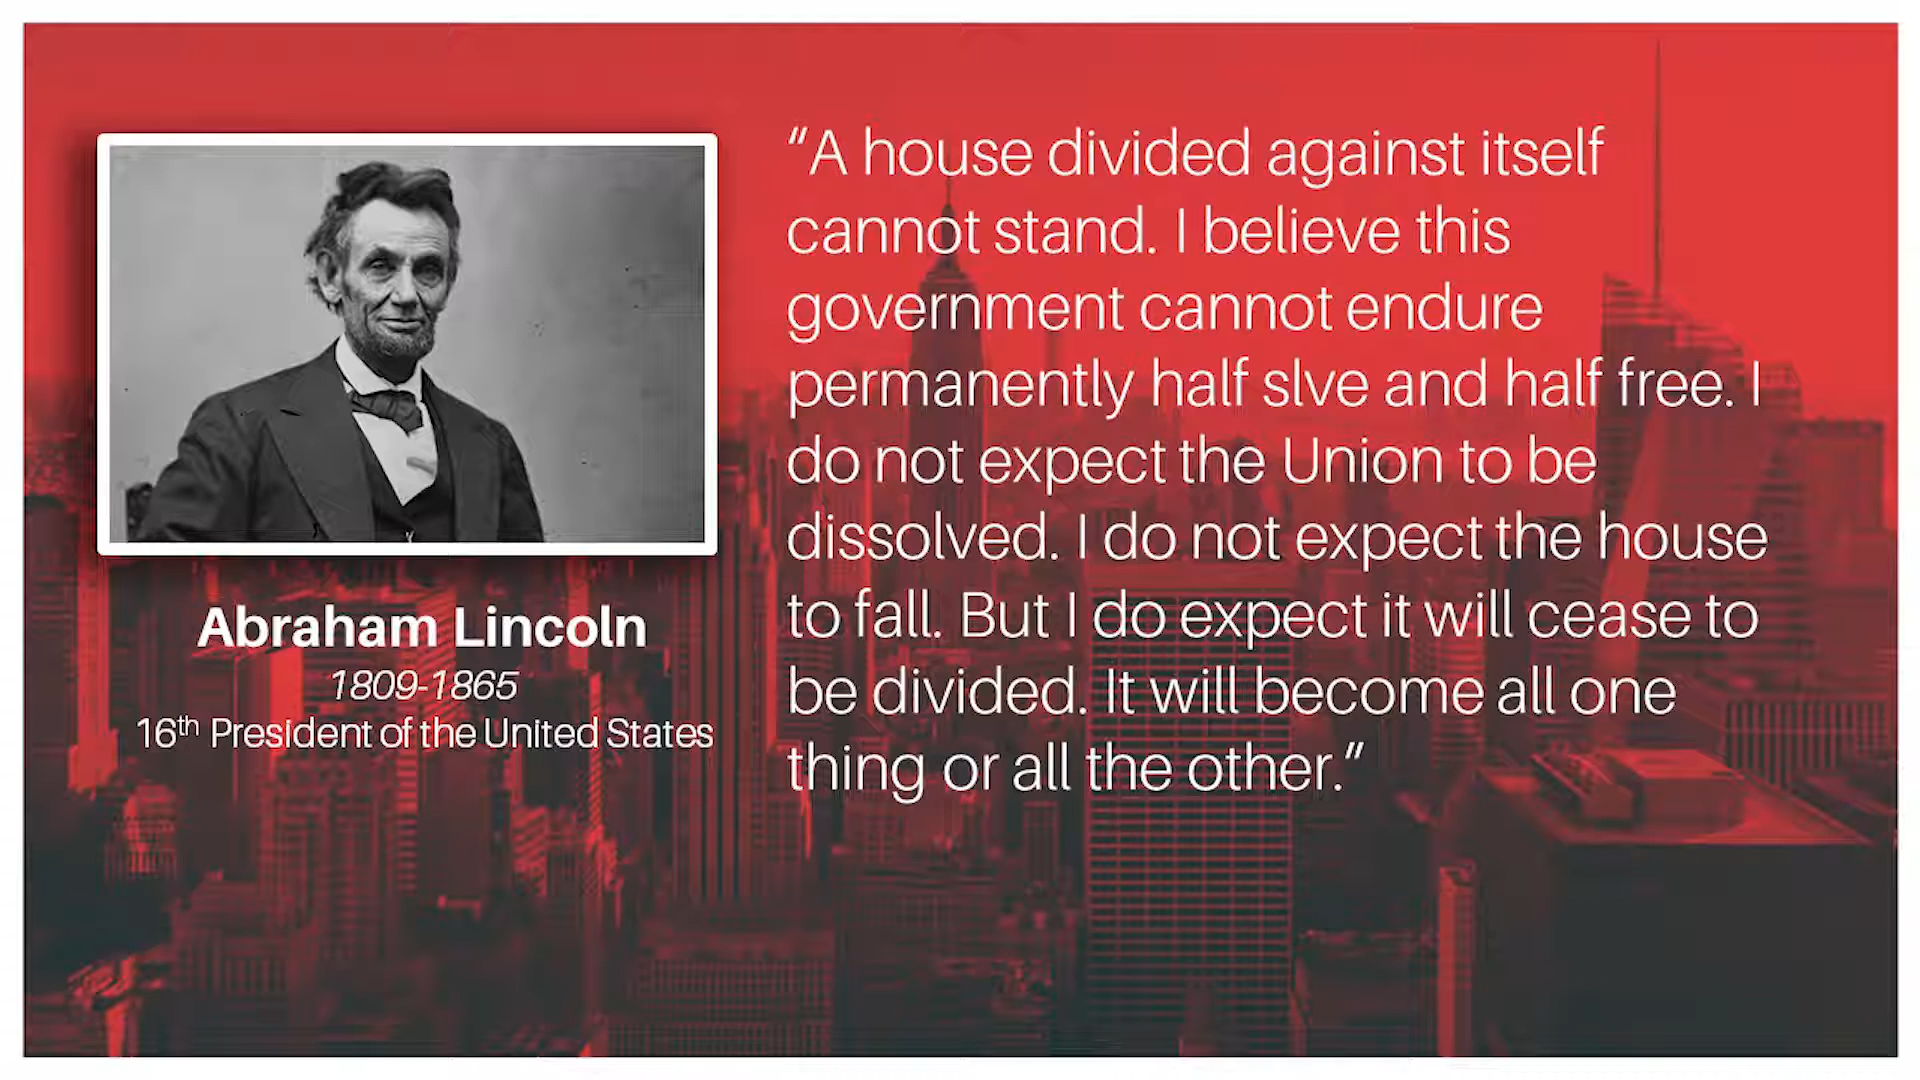 Abraham Lincoln
1809-1865
16th President of the United States
“A house divided against itself
cannot stand. I believe this
government cannot endure
permanently half slve and half free. I
do not expect the Union to be
dissolved. I do not expect the house
to fall. But I do expect it will cease to
be divided. It will become all one
thing or all the other.”